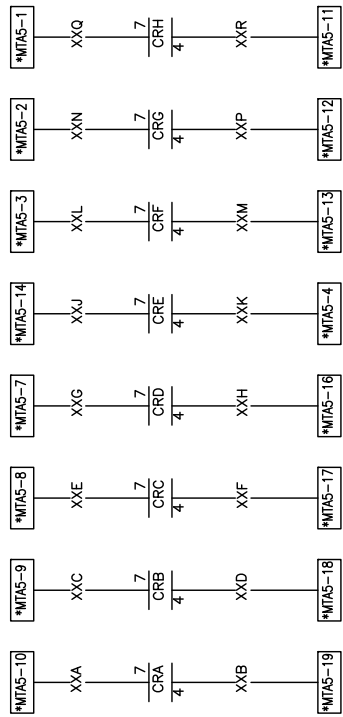 *MTA5-10
XXA
7
CRA
4
XXB
*MTA5-19
*MTA5-9
XXC
7
CRB
4
XXD
*MTA5-18
*MTA5-8
XXE
7
CRC
4
XXF
*MTA5-17
*MTA5-7
XXG
7
CRD
4
XXH
*MTA5-16
*MTA5-14
XXJ
7
CRE
4
XXK
*MTA5-4
*MTA5-3
XXL
7
CRF
4
XXM
*MTA5-13
*MTA5-2
XXN
7
CRG
4
XXP
*MTA5-12
*MTA5-1
XXQ
7
CRH
4
XXR
*MTA5-11